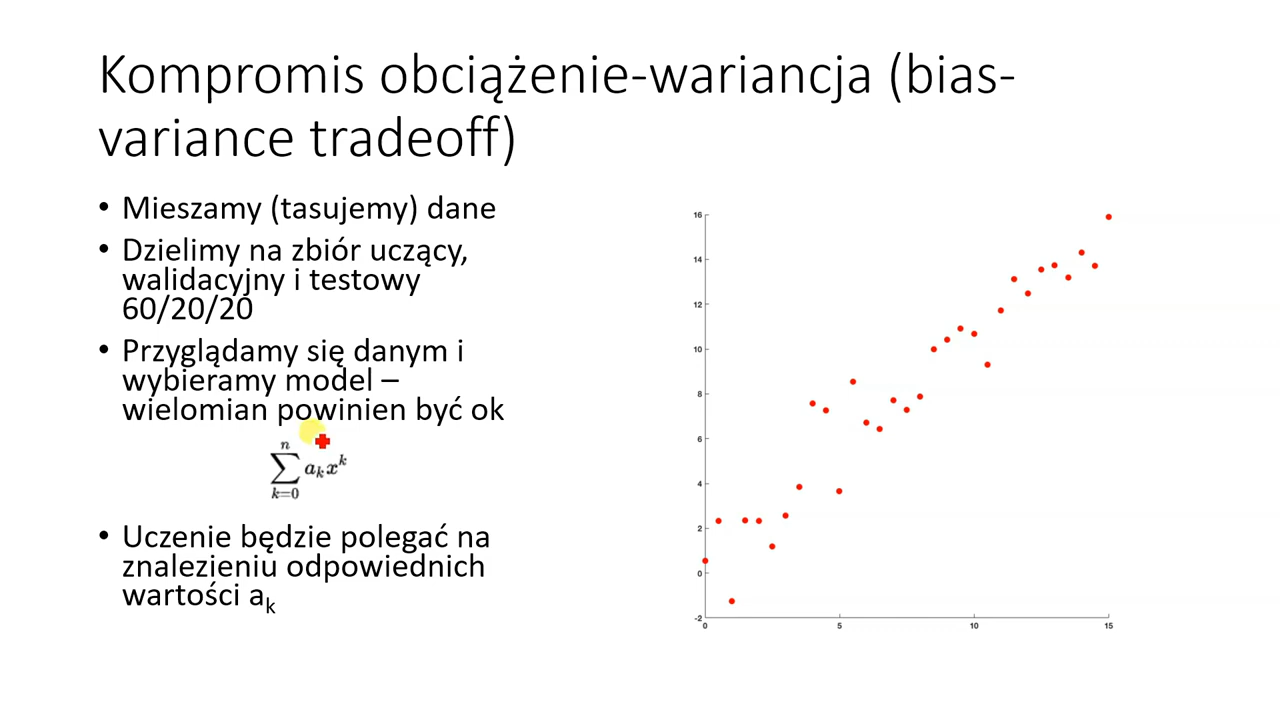 Kompromis obciążenie-wariancja (bias-
variance tradeoff)
• Mieszamy (tasujemy) dane
• Dzielimy na zbiór uczący,
walidacyjny i testowy
60/20/20
• Przyglądamy się danym i
wybieramy model –
wielomian powinien być ok
n
∑ aₖxᵏ
k=0
• Uczenie będzie polegać na
znalezieniu odpowiednich
wartości aₖ
16
14
12
10
8
6
4
2
0
-2
0 5 10 15